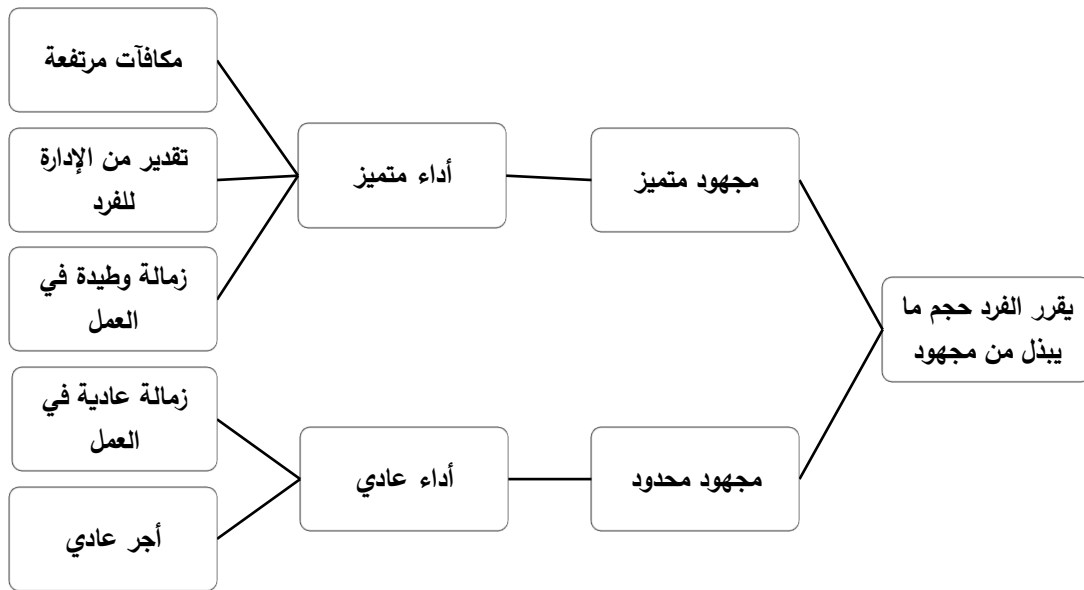 يقرر الفرد حجم ما
يبذل من مجهود
مجهود متميز
أداء متميز
مكافآت مرتفعة
تقدير من الإدارة
للفرد
زمالة وطيدة في
العمل
مجهود محدود
أداء عادي
زمالة عادية في
العمل
أجر عادي